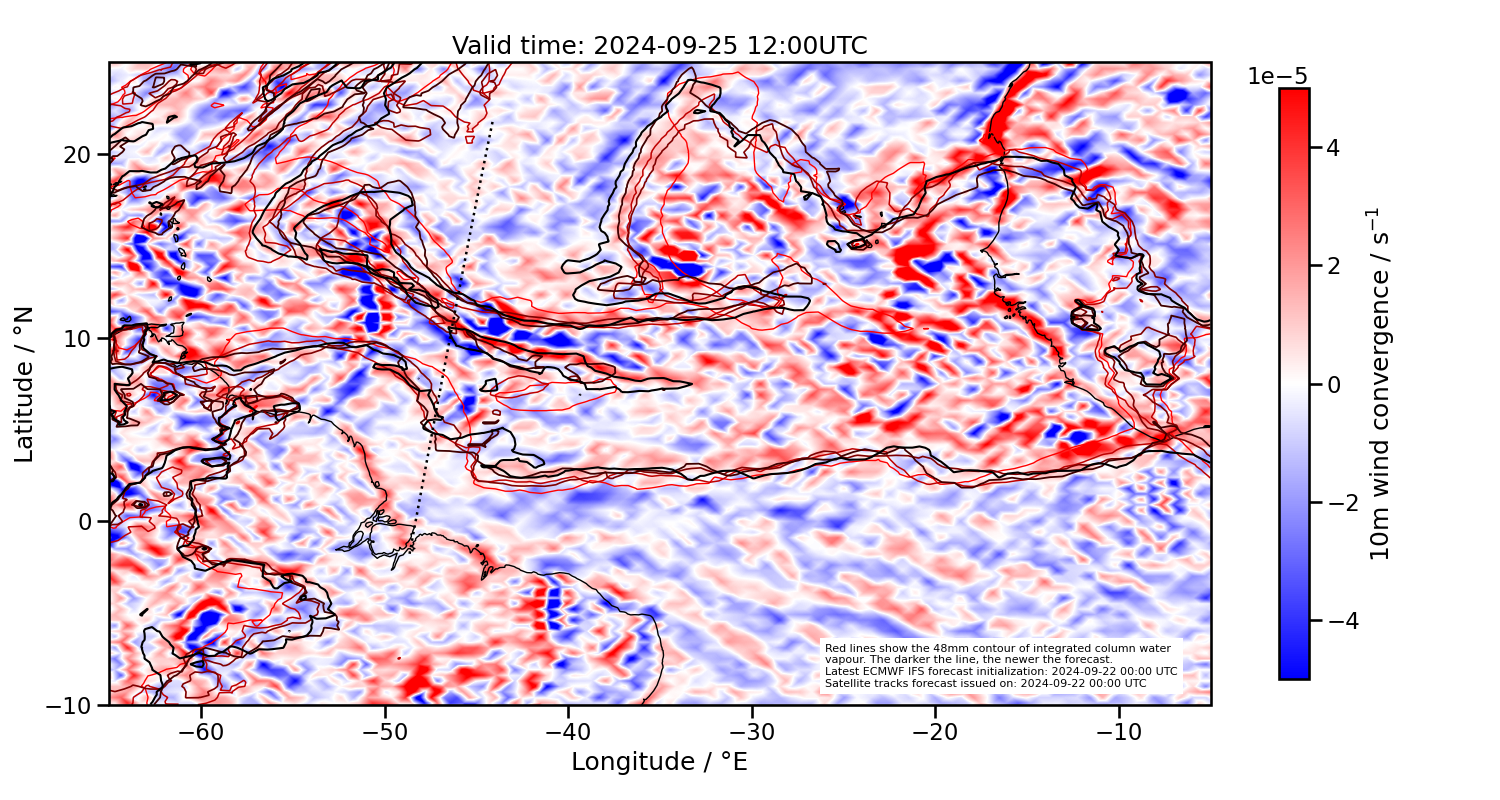 Valid time: 2024-09-25 12:00UTC
1e−5
20
10
0
−10
−60
−50
−40
−30
−20
−10
Longitude / °E
Latitude / °N
4
2
0
−2
−4
10m wind convergence / s⁻¹
Red lines show the 48mm contour of integrated column water
vapour. The darker the line, the newer the forecast.
Latest ECMWF IFS forecast initialization: 2024-09-22 00:00 UTC
Satellite tracks forecast issued on: 2024-09-22 00:00 UTC